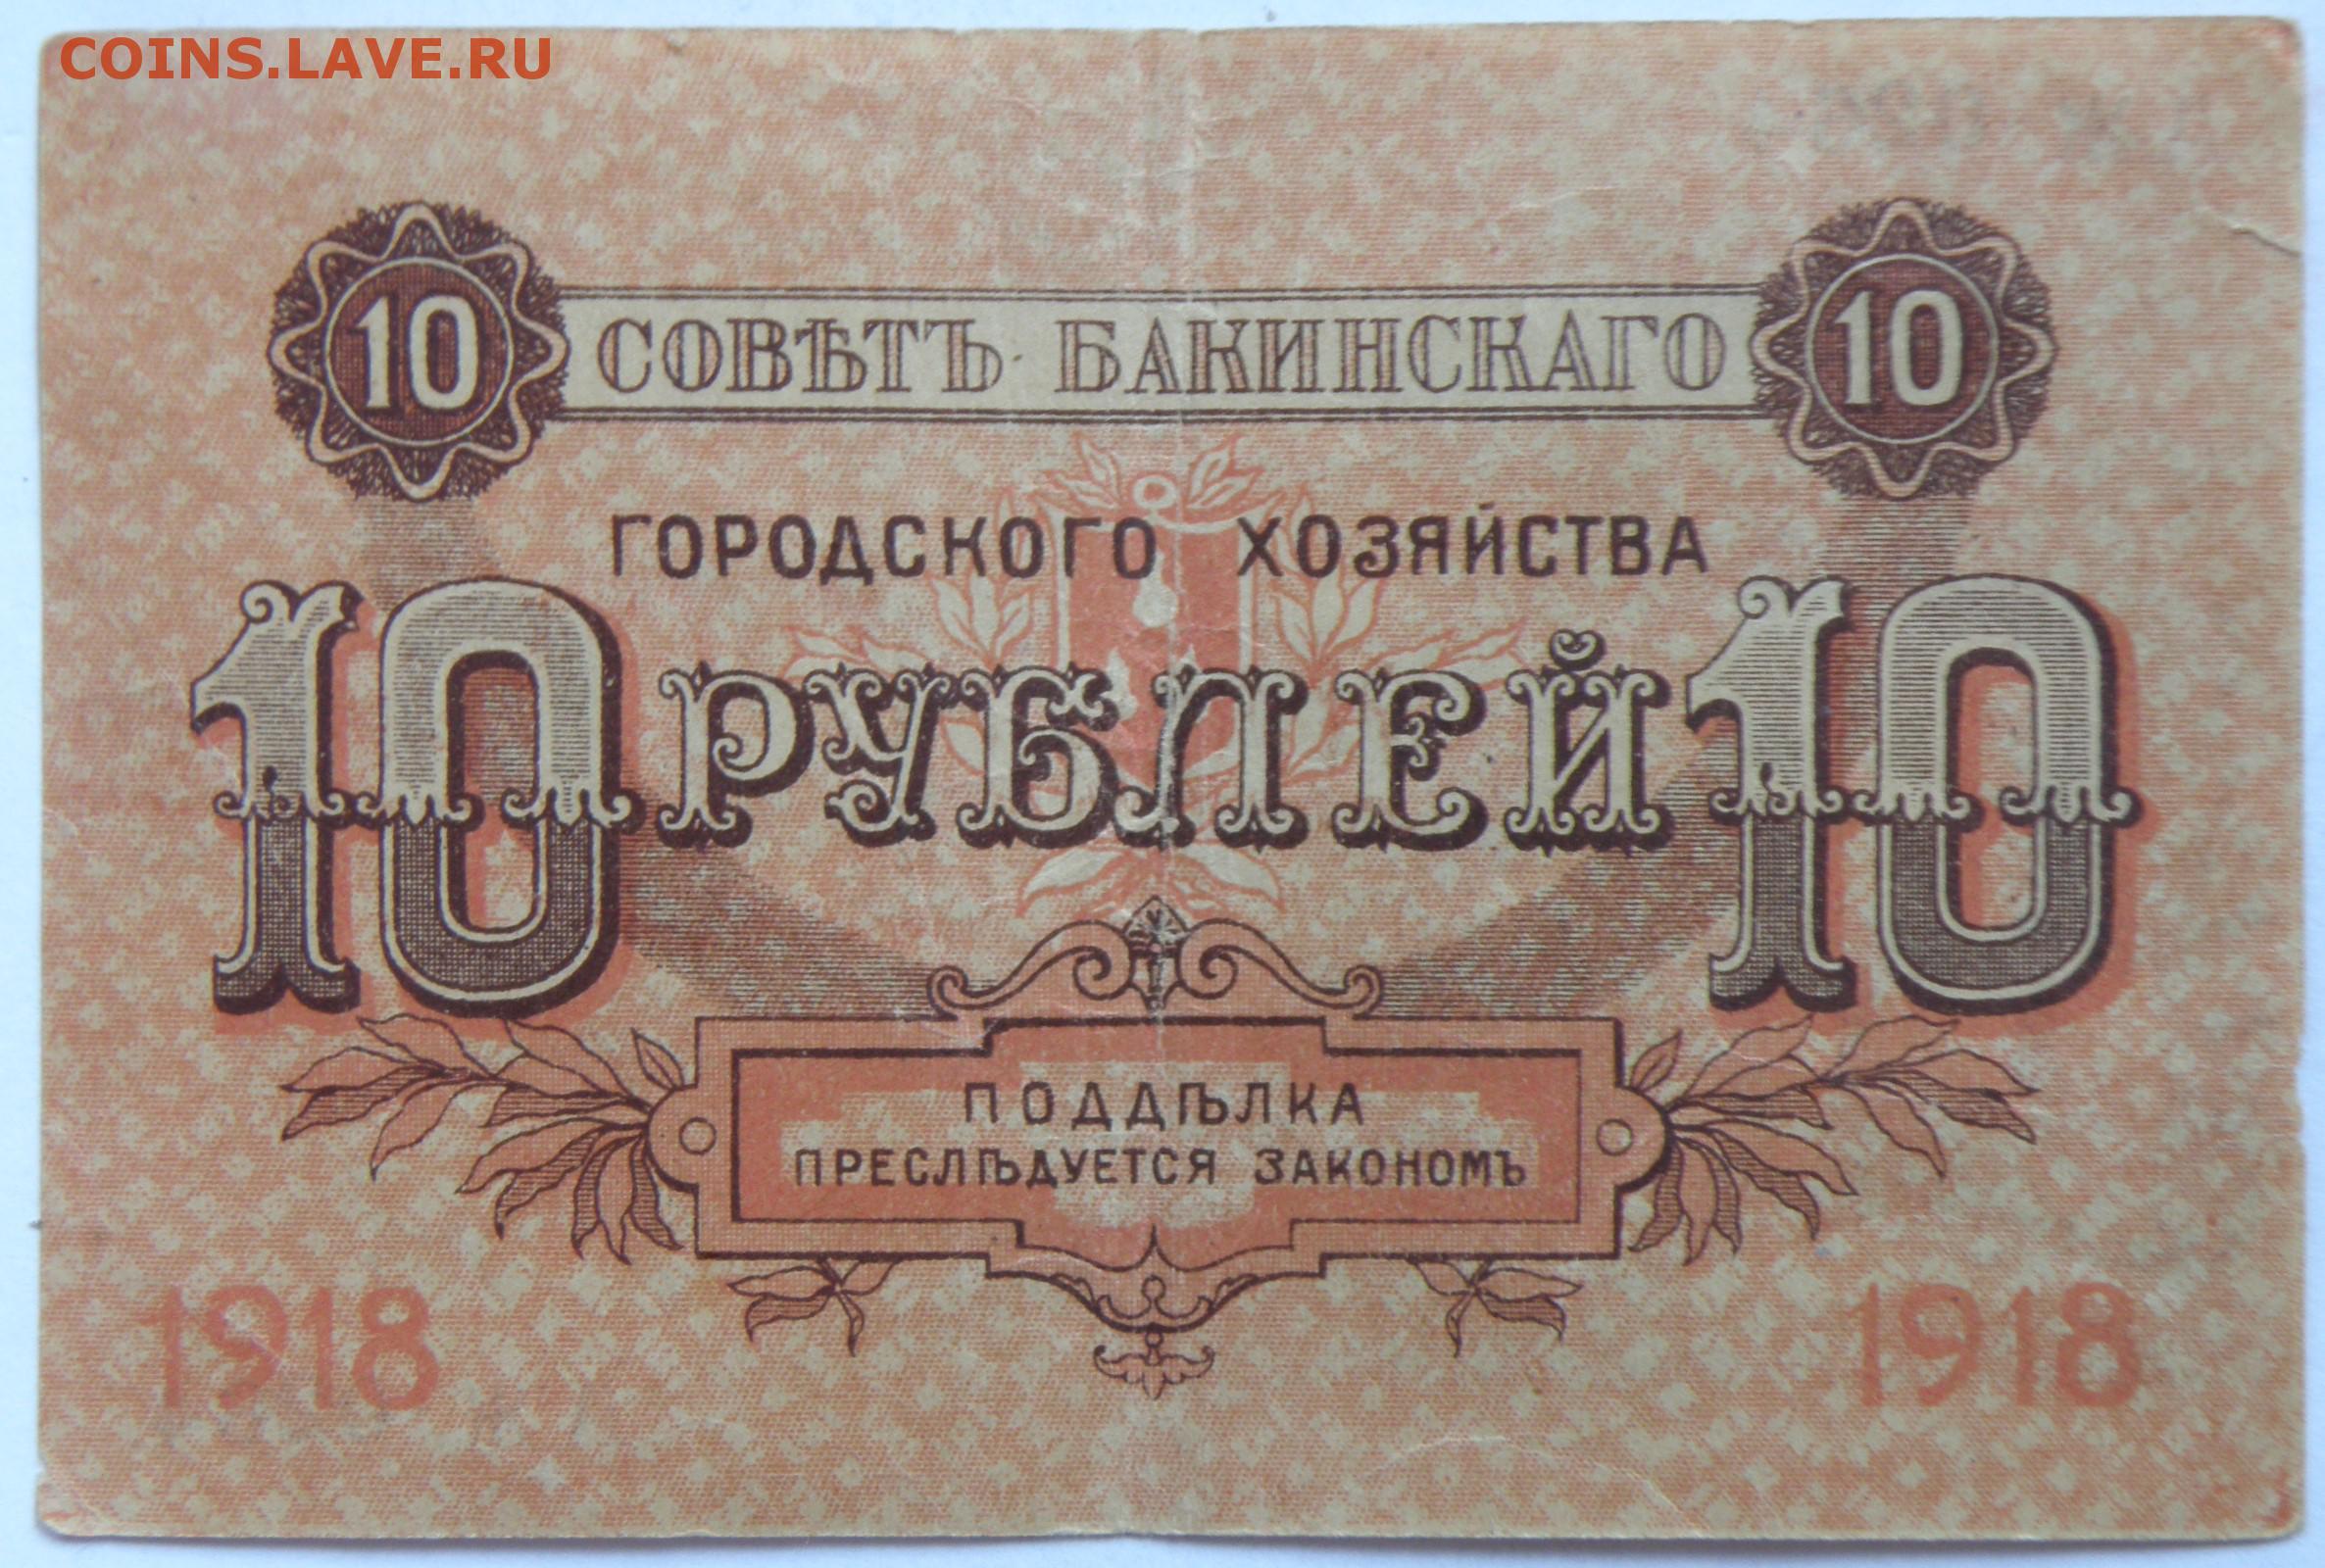 COINS.LAVE.RU
10 СОВѢТЪ БАКИНСКАГО 10
ГОРОДСКОГО ХОЗЯЙСТВА
10 РУБЛЕЙ 10
ПОДДѢЛКА
ПРЕСЛѢДУЕТСЯ ЗАКОНОМЪ
1918 1918